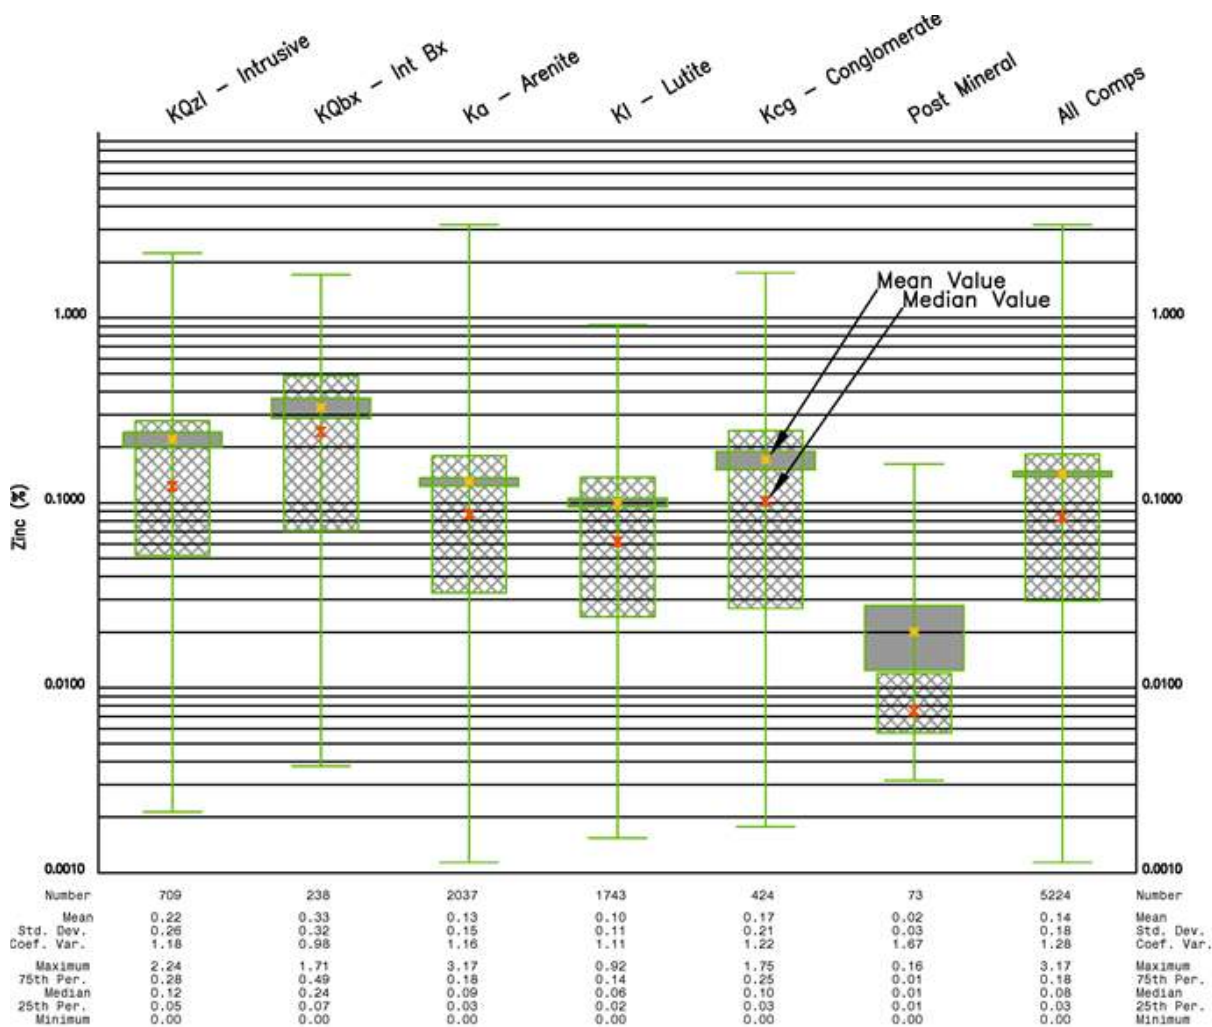 KQzl - Intrusive
KQbx - Int Bx
Ka - Arenite
Kl - Lutite
Kcg - Conglomerate
Post Mineral
All Comps
Mean Value
Median Value
1.000 1.000
0.1000 0.1000
Zinc (%)
0.0100 0.0100
0.0010 0.0010
Number 709 238 2037 1743 424 73 5224 Number
Mean 0.22 0.33 0.13 0.10 0.17 0.02 0.14 Mean
Std. Dev. 0.26 0.32 0.15 0.11 0.21 0.03 0.18 Std. Dev.
Coef. Var. 1.18 0.98 1.16 1.11 1.22 1.67 1.28 Coef. Var.
Maximum 2.24 1.71 3.17 0.92 1.75 0.16 3.17 Maximum
75th Per. 0.28 0.49 0.18 0.14 0.25 0.01 0.18 75th Per.
Median 0.12 0.24 0.09 0.06 0.10 0.01 0.08 Median
25th Per. 0.05 0.07 0.03 0.02 0.03 0.01 0.03 25th Per.
Minimum 0.00 0.00 0.00 0.00 0.00 0.00 0.00 Minimum